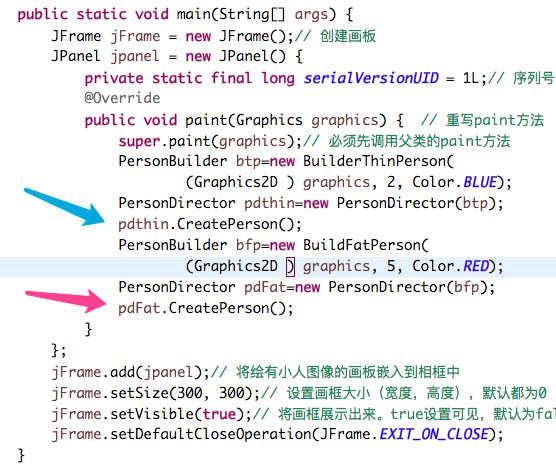 public static void main(String[] args) {
JFrame jFrame = new JFrame();// 创建画板
JPanel jpanel = new JPanel() {
private static final long serialVersionUID = 1L;// 序列号
@Override
public void paint(Graphics graphics) {  // 重写paint方法
super.paint(graphics);// 必须先调用父类的paint方法
PersonBuilder btp=new BuilderThinPerson(
(Graphics2D ) graphics, 2, Color.BLUE);
PersonDirector pdthin=new PersonDirector(btp);
pdthin.CreatePerson();
PersonBuilder bfp=new BuildFatPerson(
(Graphics2D ) graphics, 5, Color.RED);
PersonDirector pdFat=new PersonDirector(bfp);
pdFat.CreatePerson();
}
};
jFrame.add(jpanel);// 将绘有小人图像的画板嵌入到相框中
jFrame.setSize(300, 300);// 设置画框大小（宽度，高度），默认都为0
jFrame.setVisible(true);// 将画框展示出来。true设置可见，默认为fal
jFrame.setDefaultCloseOperation(JFrame.EXIT_ON_CLOSE);
}